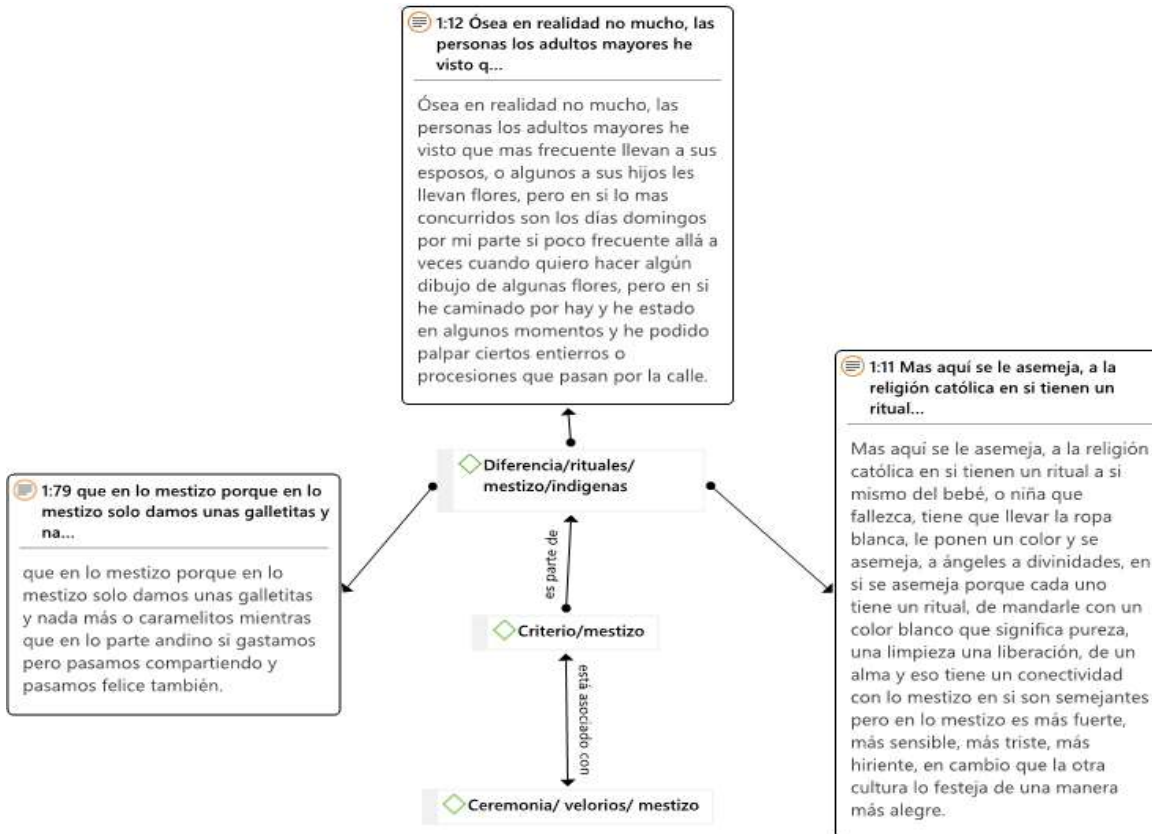 1:12 Ósea en realidad no mucho, las
personas los adultos mayores he
visto q...
Ósea en realidad no mucho, las
personas los adultos mayores he
visto que mas frecuente llevan a sus
esposos, o algunos a sus hijos les
llevan flores, pero en si lo mas
concurridos son los días domingos
por mi parte si poco frecuente allá a
veces cuando quiero hacer algún
dibujo de algunas flores, pero en si
he caminado por hay y he estado
en algunos momentos y he podido
palpar ciertos entierros o
procesiones que pasan por la calle.
Diferencia/rituales/
mestizo/indigenas
1:79 que en lo mestizo porque en lo
mestizo solo damos unas galletitas y
na...
que en lo mestizo porque en lo
mestizo solo damos unas galletitas
y nada más o caramelitos mientras
que en lo parte andino si gastamos
pero pasamos compartiendo y
pasamos felice también.
1:11 Mas aquí se le asemeja, a la
religión católica en si tienen un
ritual...
Mas aquí se le asemeja, a la religión
católica en si tienen un ritual a si
mismo del bebé, o niña que
fallezca, tiene que llevar la ropa
blanca, le ponen un color y se
asemeja, a ángeles a divinidades, en
si se asemeja porque cada uno
tiene un ritual, de mandarle con un
color blanco que significa pureza,
una limpieza una liberación, de un
alma y eso tiene un conectividad
con lo mestizo en si son semejantes
pero en lo mestizo es más fuerte,
más sensible, más triste, más
hiriente, en cambio que la otra
cultura lo festeja de una manera
más alegre.
es parte de
Criterio/mestizo
está asociado con
Ceremonia/ velorios/ mestizo